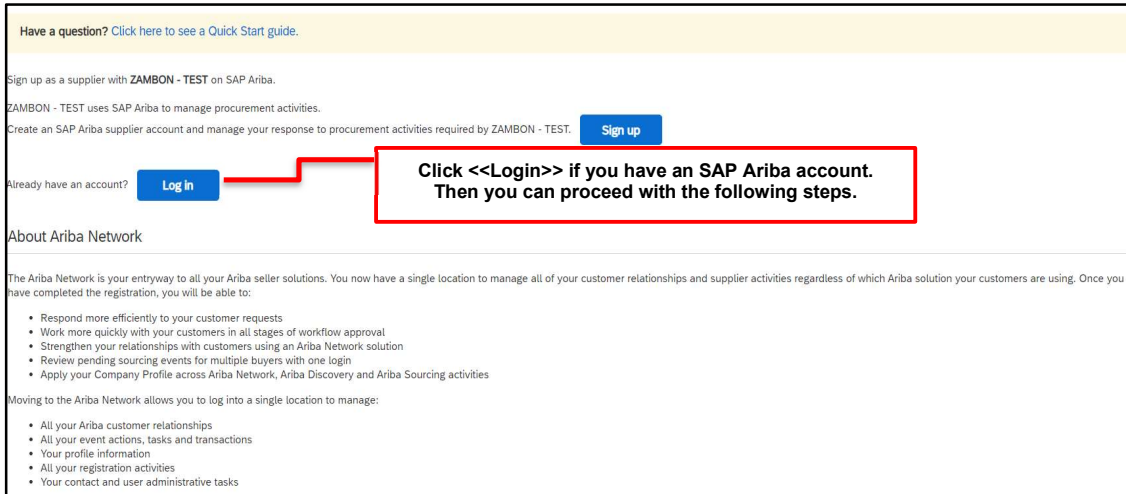 Have a question? Click here to see a Quick Start guide.
Sign up as a supplier with ZAMBON - TEST on SAP Ariba.
ZAMBON - TEST uses SAP Ariba to manage procurement activities.
Create an SAP Ariba supplier account and manage your response to procurement activities required by ZAMBON - TEST. Sign up
Already have an account? Log in
Click <<Login>> if you have an SAP Ariba account.
Then you can proceed with the following steps.
About Ariba Network
The Ariba Network is your entryway to all your Ariba seller solutions. You now have a single location to manage all of your customer relationships and supplier activities regardless of which Ariba solution your customers are using. Once you
have completed the registration, you will be able to:
• Respond more efficiently to your customer requests
• Work more quickly with your customers in all stages of workflow approval
• Strengthen your relationships with customers using an Ariba Network solution
• Review pending sourcing events for multiple buyers with one login
• Apply your Company Profile across Ariba Network, Ariba Discovery and Ariba Sourcing activities
Moving to the Ariba Network allows you to log into a single location to manage:
• All your Ariba customer relationships
• All your event actions, tasks and transactions
• Your profile information
• All your registration activities
• Your contact and user administrative tasks